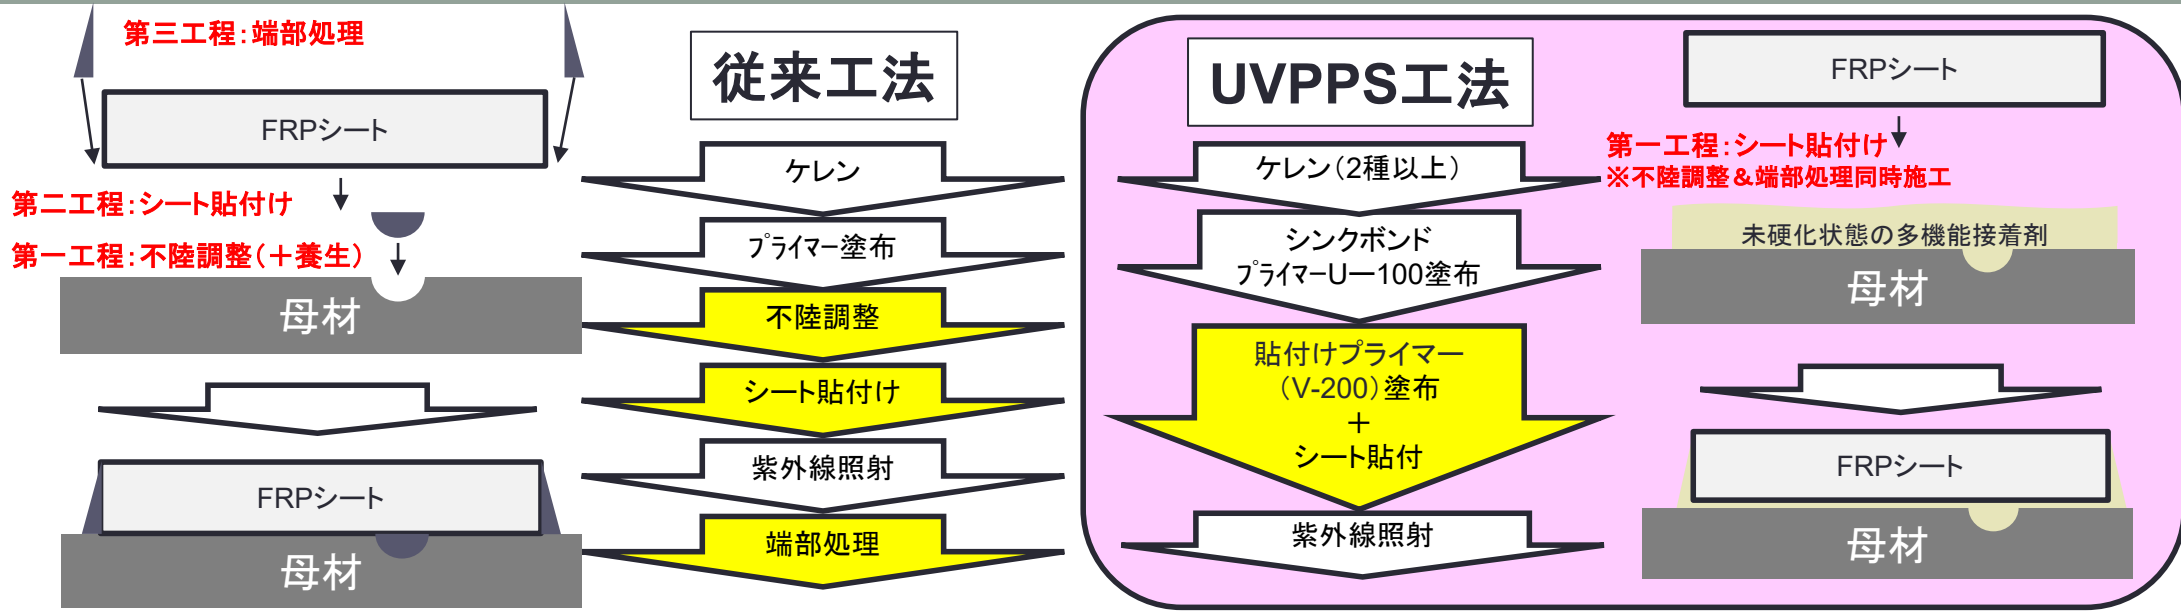 第三工程:端部処理
FRPシート
第二工程:シート貼付け
第一工程:不陸調整(+養生)
母材
FRPシート
母材
従来工法
ケレン
プライマー塗布
不陸調整
シート貼付け
紫外線照射
端部処理
UVPPS工法
ケレン(2種以上)
シンクボンド
プライマーUー100塗布
貼付けプライマー
(V-200)塗布
+
シート貼付
紫外線照射
FRPシート
第一工程:シート貼付け
※不陸調整&端部処理同時施工
未硬化状態の多機能接着剤
母材
FRPシート
母材